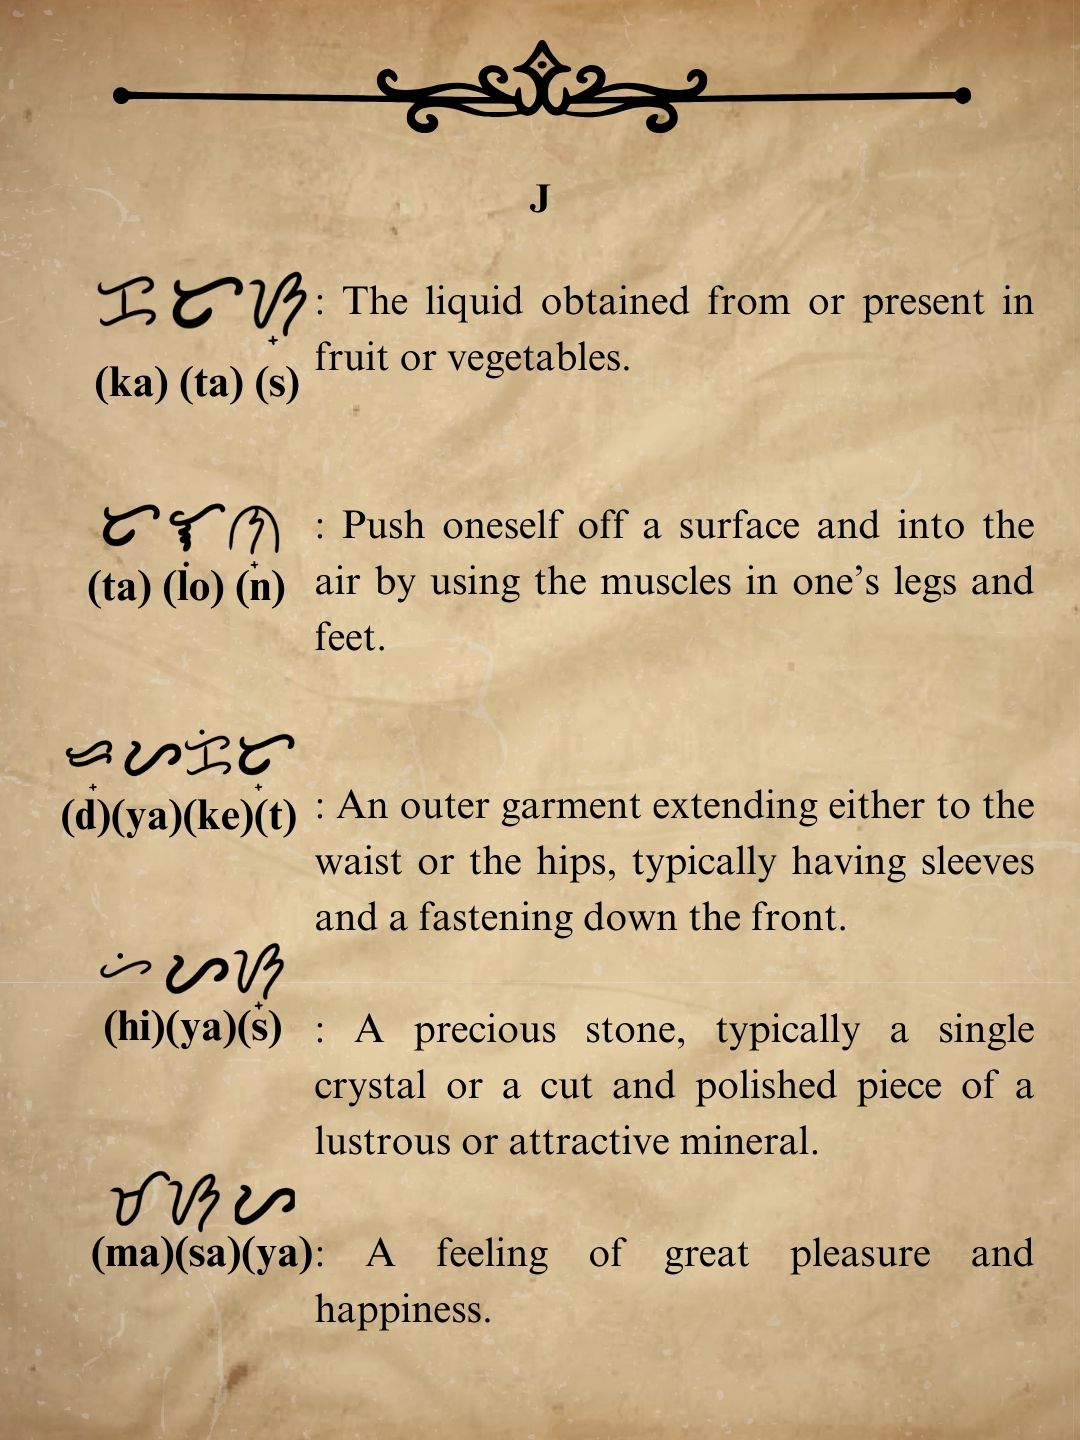 J
ᜃᜆᜐ᜔ : The liquid obtained from or present in
fruit or vegetables.
(ka) (ta) (s)
ᜆᜎᜓᜈ᜔ : Push oneself off a surface and into the
(ta) (lo) (n) air by using the muscles in one’s legs and
feet.
ᜇ᜔ᜌᜃᜒᜆ᜔
(d)(ya)(ke)(t) : An outer garment extending either to the
waist or the hips, typically having sleeves
and a fastening down the front.
ᜑᜒᜌᜐ᜔
(hi)(ya)(s) : A precious stone, typically a single
crystal or a cut and polished piece of a
lustrous or attractive mineral.
ᜋᜐᜌ
(ma)(sa)(ya): A feeling of great pleasure and
happiness.